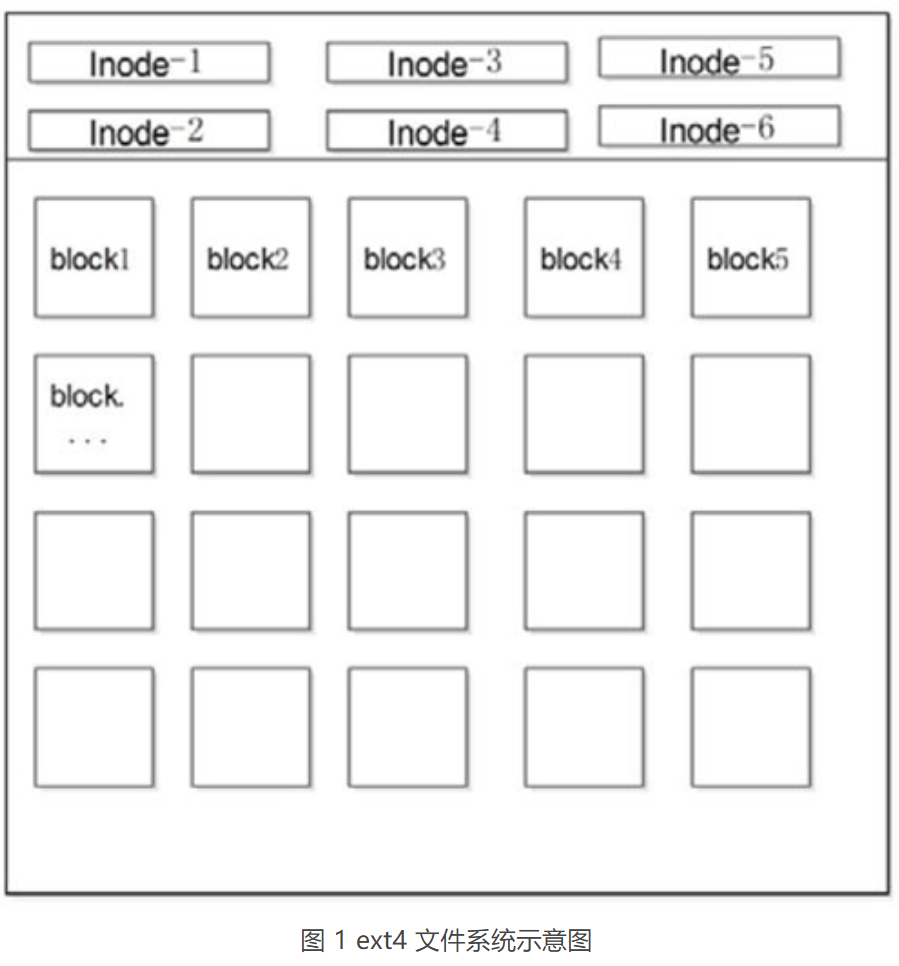 Inode-1 Inode-3 Inode-5
Inode-2 Inode-4 Inode-6
block1 block2 block3 block4 block5
block.
...
图 1 ext4 文件系统示意图